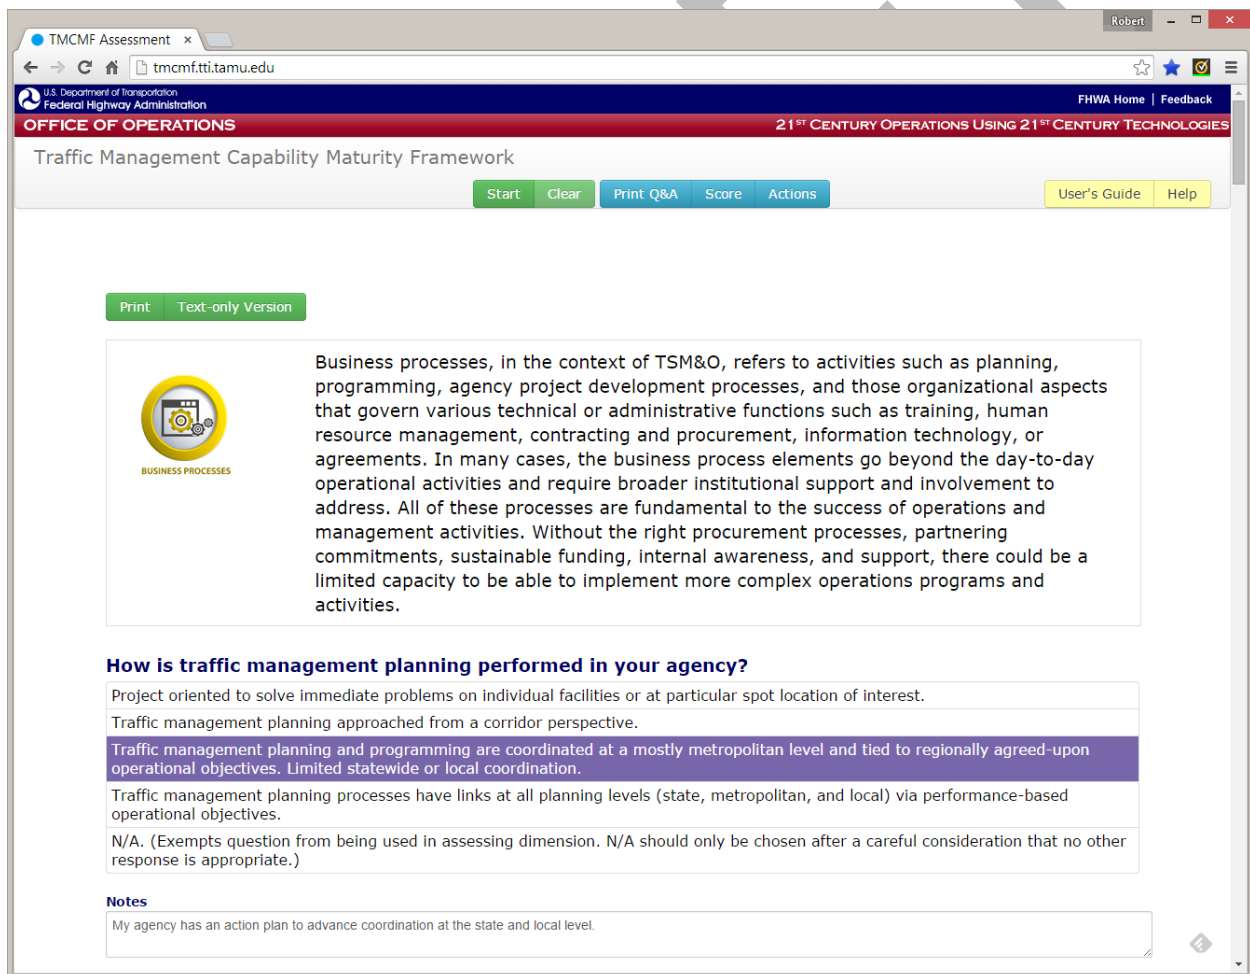 Robert
TMCMF Assessment
tmcmf.tti.tamu.edu
U.S. Department of Transportation
Federal Highway Administration
FHWA Home | Feedback
OFFICE OF OPERATIONS
21ST CENTURY OPERATIONS USING 21ST CENTURY TECHNOLOGIES
Traffic Management Capability Maturity Framework
Start Clear Print Q&A Score Actions User's Guide Help
Print Text-only Version
Business processes, in the context of TSM&O, refers to activities such as planning,
programming, agency project development processes, and those organizational aspects
that govern various technical or administrative functions such as training, human
resource management, contracting and procurement, information technology, or
agreements. In many cases, the business process elements go beyond the day-to-day
operational activities and require broader institutional support and involvement to
address. All of these processes are fundamental to the success of operations and
management activities. Without the right procurement processes, partnering
commitments, sustainable funding, internal awareness, and support, there could be a
limited capacity to be able to implement more complex operations programs and
activities.
BUSINESS PROCESSES
How is traffic management planning performed in your agency?
Project oriented to solve immediate problems on individual facilities or at particular spot location of interest.
Traffic management planning approached from a corridor perspective.
Traffic management planning and programming are coordinated at a mostly metropolitan level and tied to regionally agreed-upon
operational objectives. Limited statewide or local coordination.
Traffic management planning processes have links at all planning levels (state, metropolitan, and local) via performance-based
operational objectives.
N/A. (Exempts question from being used in assessing dimension. N/A should only be chosen after a careful consideration that no other
response is appropriate.)
Notes
My agency has an action plan to advance coordination at the state and local level.